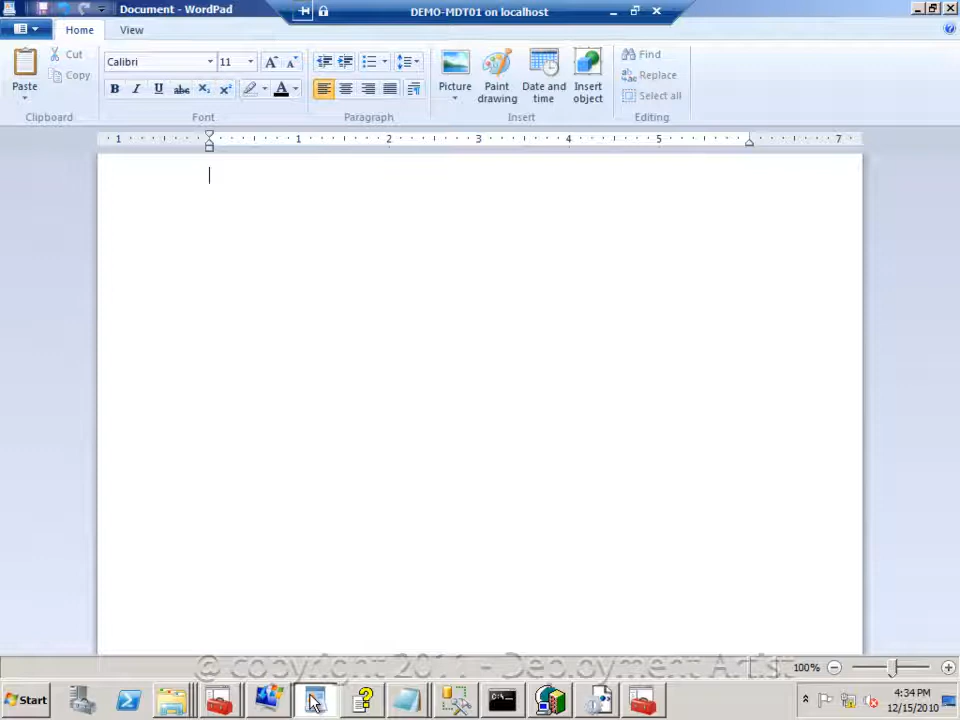 Document - WordPad
DEMO-MDT01 on localhost
Home
View
Paste
Cut
Copy
Clipboard
Calibri
11
Font
Paragraph
Picture
Paint drawing
Date and time
Insert object
Insert
Find
Replace
Select all
Editing
1 1 2 3 4 5 7
© copyright 2011 - Deployment Artist
100%
Start
C:\
4:34 PM
12/15/2010